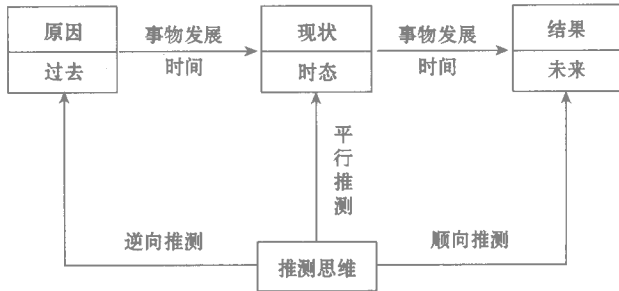 原因
事物发展
现状
事物发展
结果
过去
时间
时态
时间
未来
平行推测
逆向推测
顺向推测
推测思维